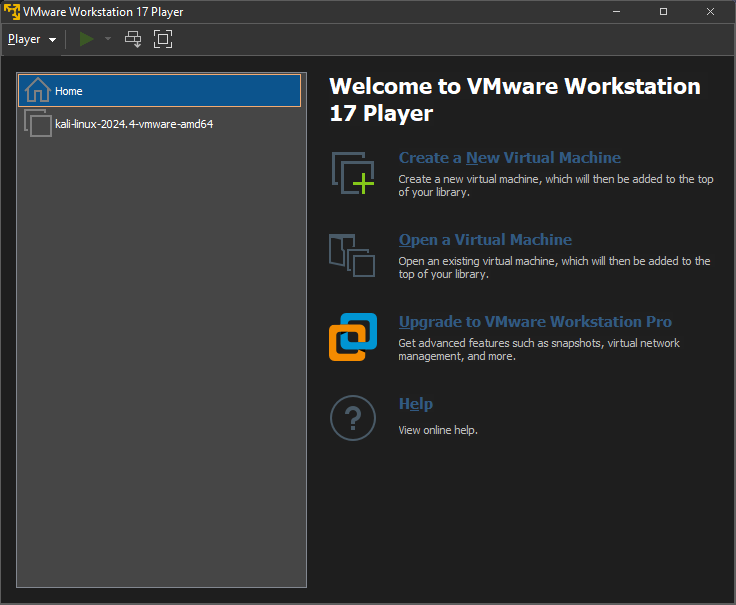 VMware Workstation 17 Player
Player
Home
kali-linux-2024.4-vmware-amd64
Welcome to VMware Workstation
17 Player
Create a New Virtual Machine
Create a new virtual machine, which will then be added to the top
of your library.
Open a Virtual Machine
Open an existing virtual machine, which will then be added to the
top of your library.
Upgrade to VMware Workstation Pro
Get advanced features such as snapshots, virtual network
management, and more.
Help
View online help.